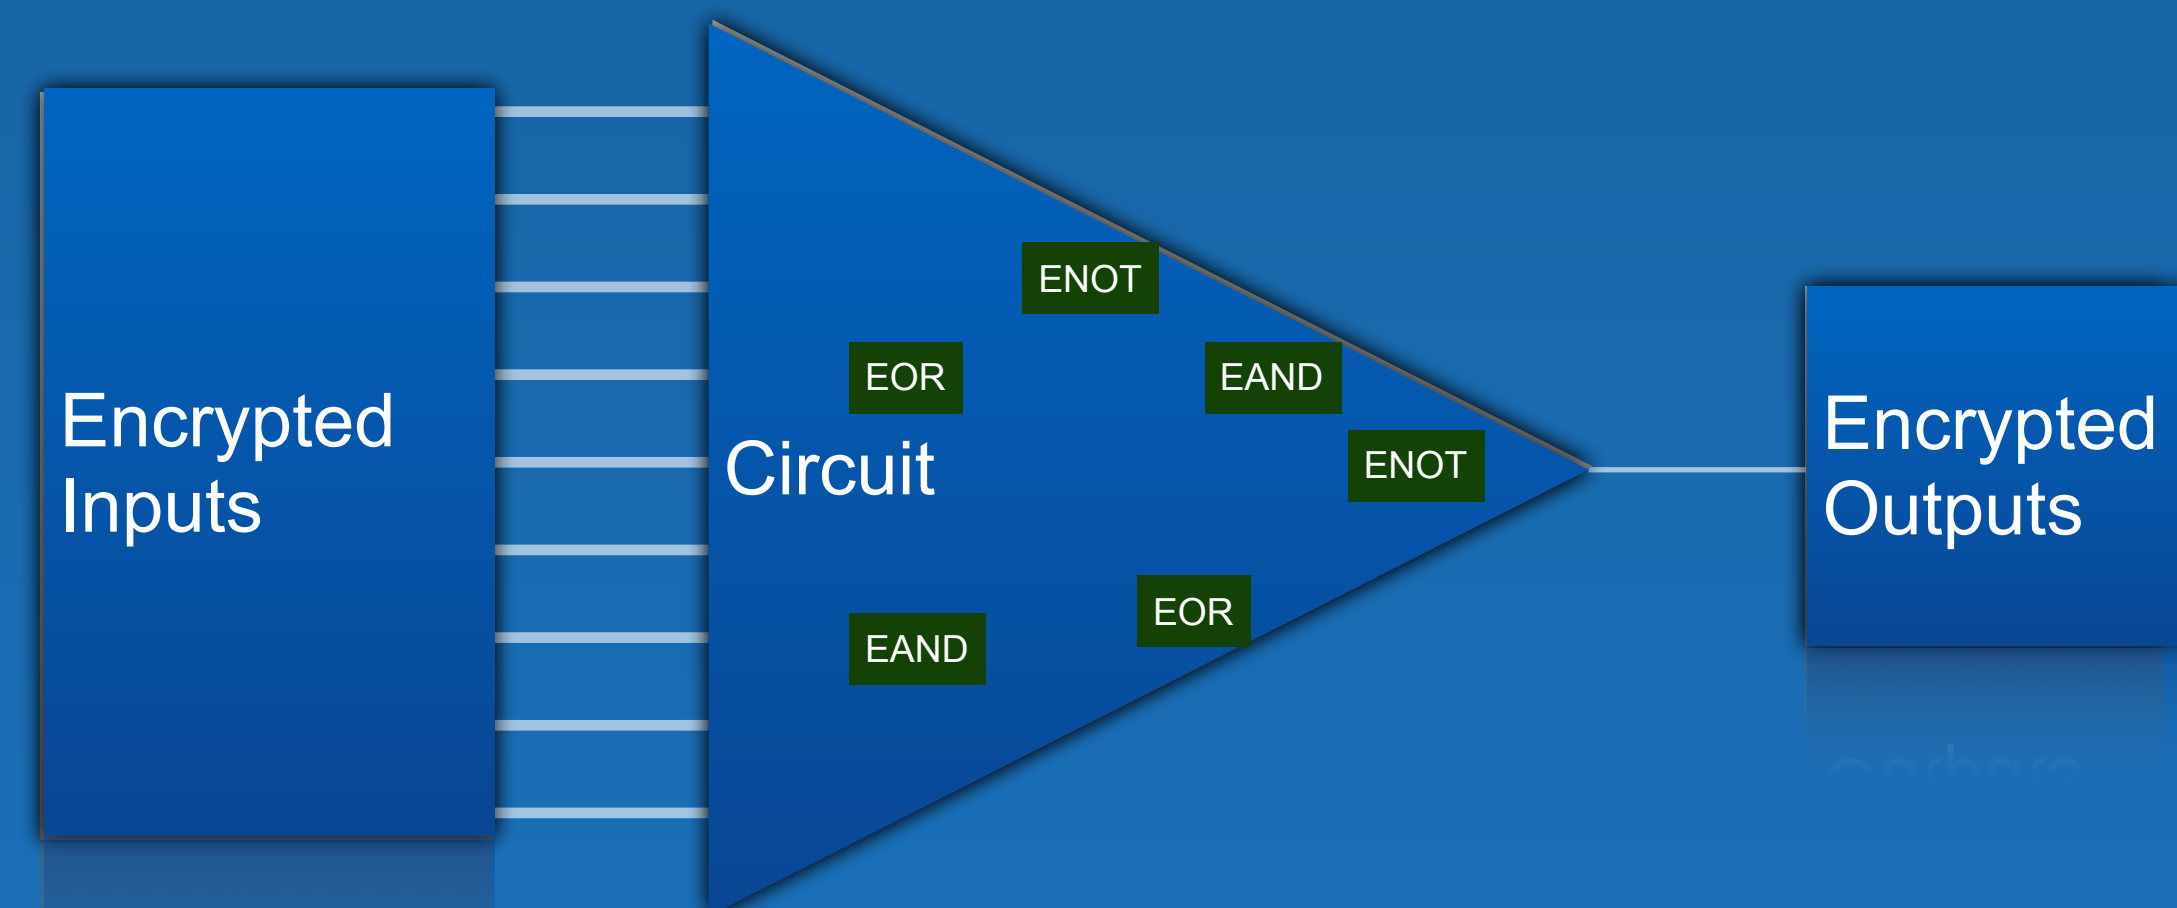 Encrypted
Inputs
Circuit
ENOT
EOR
EAND
ENOT
EOR
EAND
Encrypted
Outputs